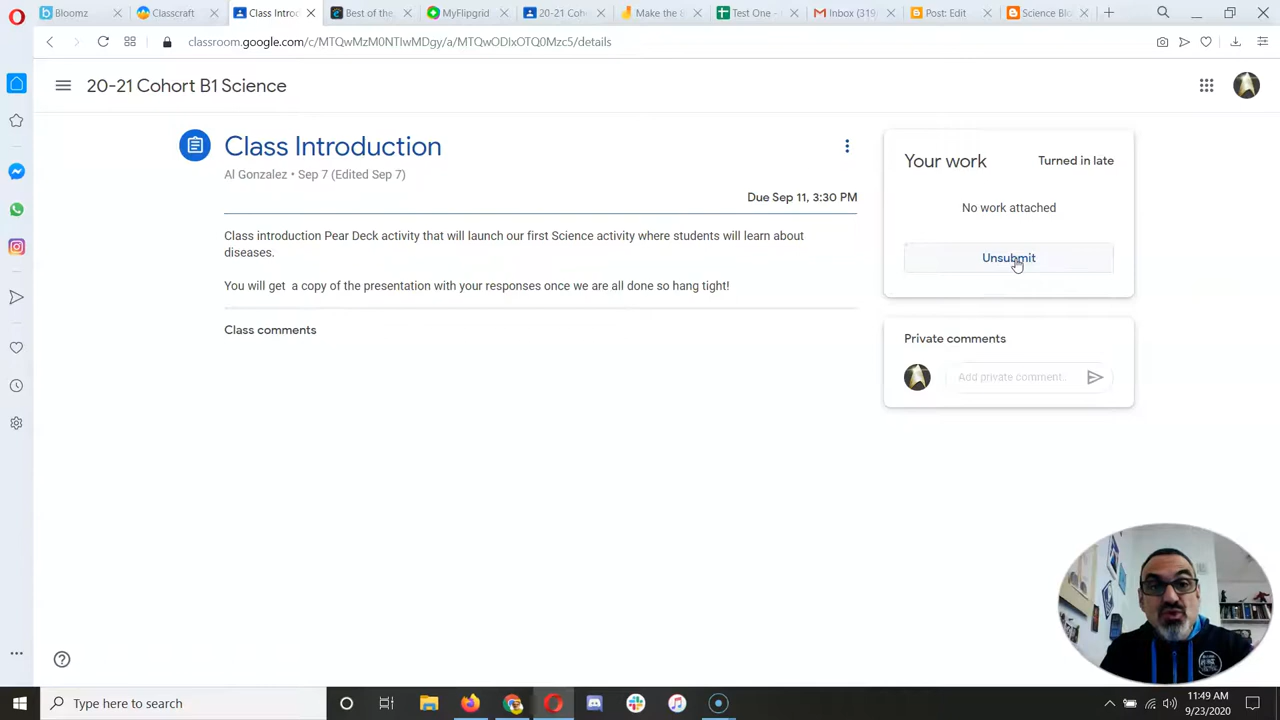 Bloomz
Classcraft
Class Introd
Best of the
MyFlipgrid
20-21 Coh
Make the
Test One -
Inbox (319
Post: Edit
Science Blo
classroom.google.com/c/MTQwMzM0NTIwMDgy/a/MTQwODIxOTQ0Mzc5/details
20-21 Cohort B1 Science
Class Introduction
Al Gonzalez • Sep 7 (Edited Sep 7)
Due Sep 11, 3:30 PM
Class introduction Pear Deck activity that will launch our first Science activity where students will learn about
diseases.
You will get a copy of the presentation with your responses once we are all done so hang tight!
Class comments
Your work
Turned in late
No work attached
Unsubmit
Private comments
Add private comment..
Type here to search
11:49 AM
9/23/2020